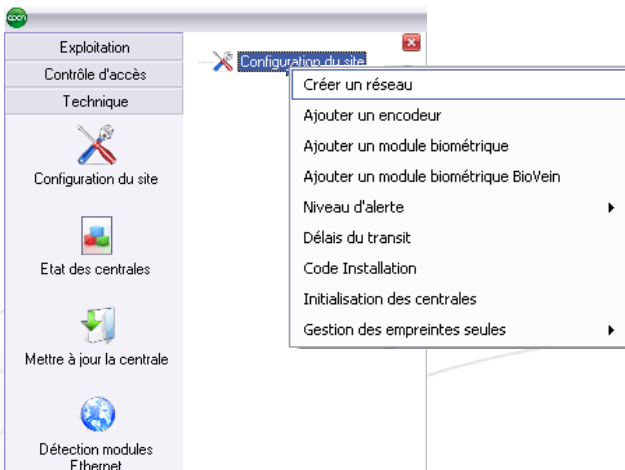 Exploitation
Contrôle d'accès
Technique
Configuration du site
Etat des centrales
Mettre à jour la centrale
Détection modules
Ethernet
Configuration du site
Créer un réseau
Ajouter un encodeur
Ajouter un module biométrique
Ajouter un module biométrique BioVein
Niveau d'alerte
Délais du transit
Code Installation
Initialisation des centrales
Gestion des empreintes seules